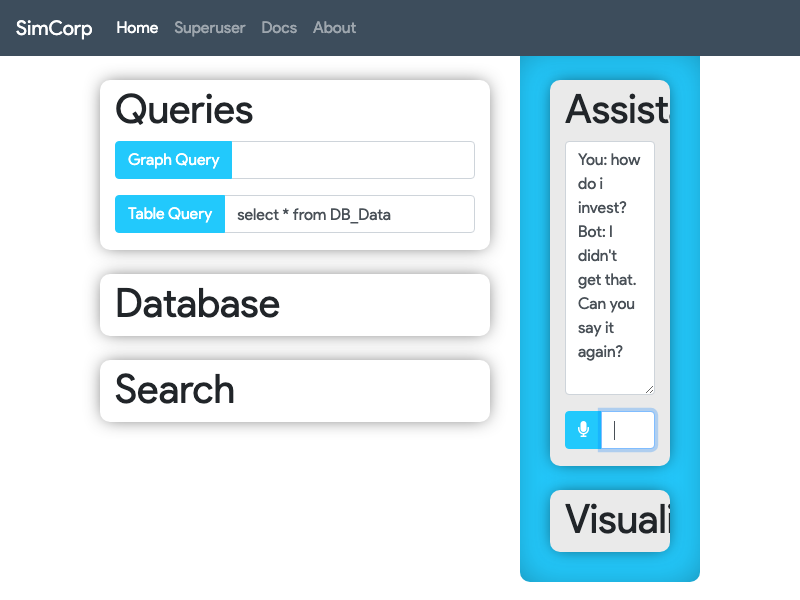 SimCorp Home Superuser Docs About
Queries
Graph Query
Table Query select * from DB_Data
Database
Search
Assist
You: how
do i
invest?
Bot: I
didn't
get that.
Can you
say it
again?
Visuali